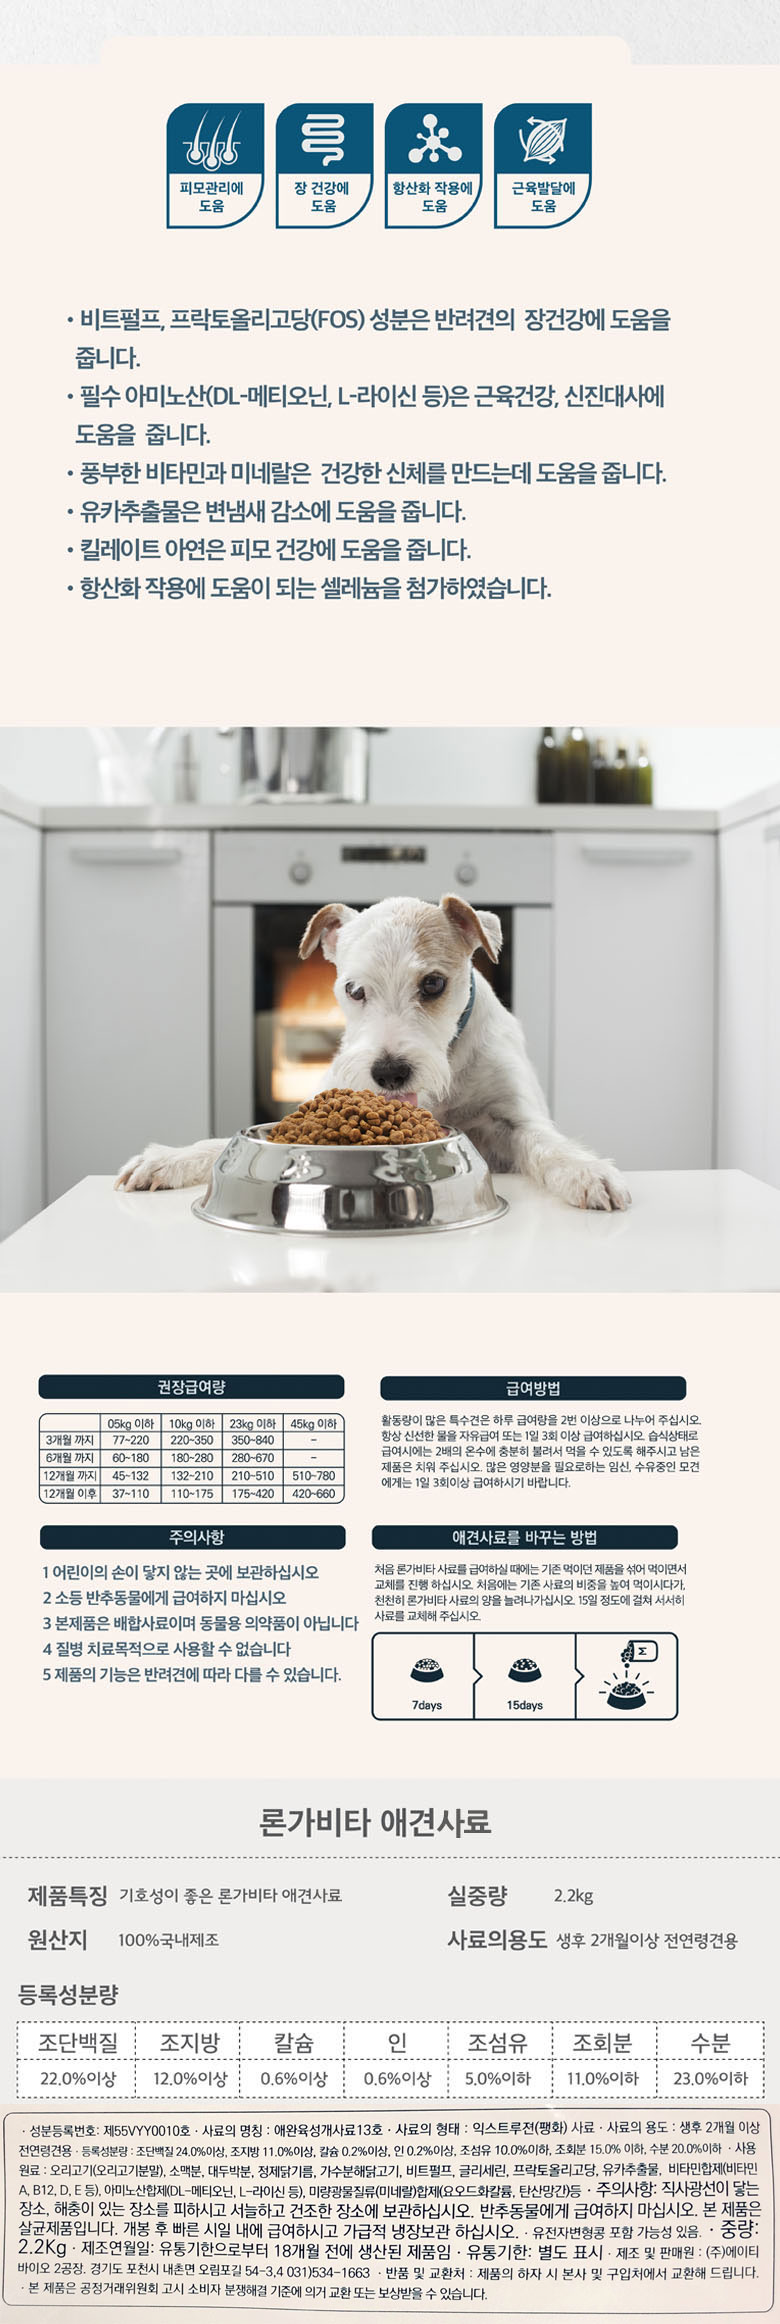 피모관리에
도움
장 건강에
도움
항산화 작용에
도움
근육발달에
도움
• 비트펄프, 프락토올리고당(FOS) 성분은 반려견의 장건강에 도움을
줍니다.
• 필수 아미노산(DL-메티오닌, L-라이신 등)은 근육건강, 신진대사에
도움을 줍니다.
• 풍부한 비타민과 미네랄은 건강한 신체를 만드는데 도움을 줍니다.
• 유카추출물은 변냄새 감소에 도움을 줍니다.
• 킬레이트 아연은 피모 건강에 도움을 줍니다.
• 항산화 작용에 도움이 되는 셀레늄을 첨가하였습니다.
권장급여량
05kg 이하 10kg 이하 23kg 이하 45kg 이하
3개월 까지 77~220 220~350 350~840 -
6개월 까지 60~180 180~280 280~670 -
12개월 까지 45~132 132~210 210~510 510~780
12개월 이후 37~110 110~175 175~420 420~660
급여방법
활동량이 많은 특수견은 하루 급여량을 2번 이상으로 나누어 주십시오.
항상 신선한 물을 자유급여 또는 1일 3회 이상 급여하십시오. 습식상태로
급여시에는 2배의 온수에 충분히 불려서 먹을 수 있도록 해주시고 남은
제품은 치워 주십시오. 많은 영양분을 필요로하는 임신, 수유중인 모견
에게는 1일 3회이상 급여하시기 바랍니다.
주의사항
1 어린이의 손이 닿지 않는 곳에 보관하십시오
2 소등 반추동물에게 급여하지 마십시오
3 본제품은 배합사료이며 동물용 의약품이 아닙니다
4 질병 치료목적으로 사용할 수 없습니다
5 제품의 기능은 반려견에 따라 다를 수 있습니다.
애견사료를 바꾸는 방법
처음 론가비타 사료를 급여하실 때에는 기존 먹이던 제품을 섞어 먹이면서
교체를 진행 하십시오. 처음에는 기존 사료의 비중을 높여 먹이시다가,
천천히 론가비타 사료의 양을 늘려나가십시오. 15일 정도에 걸쳐 서서히
사료를 교체해 주십시오.
7days
15days
Σ
론가비타 애견사료
제품특징 기호성이 좋은 론가비타 애견사료
실중량 2.2kg
원산지 100%국내제조
사료의용도 생후 2개월이상 전연령견용
등록성분량
조단백질 조지방 칼슘 인 조섬유 조회분 수분
22.0%이상 12.0%이상 0.6%이상 0.6%이상 5.0%이하 11.0%이하 23.0%이하
· 성분등록번호: 제55VYY0010호 · 사료의 명칭 : 애완육성개사료13호 · 사료의 형태 : 익스트루전(팽화) 사료 · 사료의 용도 : 생후 2개월 이상
전연령견용 · 등록성분량 : 조단백질 24.0%이상, 조지방 11.0%이상, 칼슘 0.2%이상, 인 0.2%이상, 조섬유 10.0%이하, 조회분 15.0% 이하, 수분 20.0%이하 · 사용
원료 : 오리고기(오리고기분말), 소맥분, 대두박분, 정제닭기름, 가수분해닭고기, 비트펄프, 글리세린, 프락토올리고당, 유카추출물, 비타민합제(비타민
A, B12, D, E 등), 아미노산합제(DL-메티오닌, L-라이신 등), 미량광물질류(미네랄)합제(요오드화칼륨, 탄산망간)등 · 주의사항: 직사광선이 닿는
장소, 해충이 있는 장소를 피하시고 서늘하고 건조한 장소에 보관하십시오. 반추동물에게 급여하지 마십시오. 본 제품은
살균제품입니다. 개봉 후 빠른 시일 내에 급여하시고 가급적 냉장보관 하십시오. · 유전자변형콩 포함 가능성 있음. · 중량:
2.2Kg · 제조연월일: 유통기한으로부터 18개월 전에 생산된 제품임 · 유통기한: 별도 표시 · 제조 및 판매원 : (주)에이티
바이오 2공장. 경기도 포천시 내촌면 오림포길 54-3,4 031)534-1663 · 반품 및 교환처 : 제품의 하자 시 본사 및 구입처에서 교환해 드립니다.
· 본 제품은 공정거래위원회 고시 소비자 분쟁해결 기준에 의거 교환 또는 보상받을 수 있습니다.